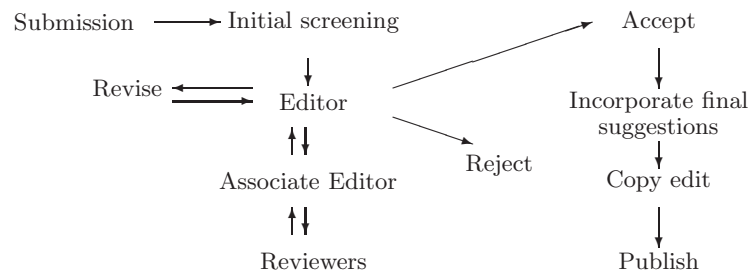 Submission
Initial screening
Accept
Revise
Editor
Incorporate final
suggestions
Reject
Associate Editor
Copy edit
Reviewers
Publish